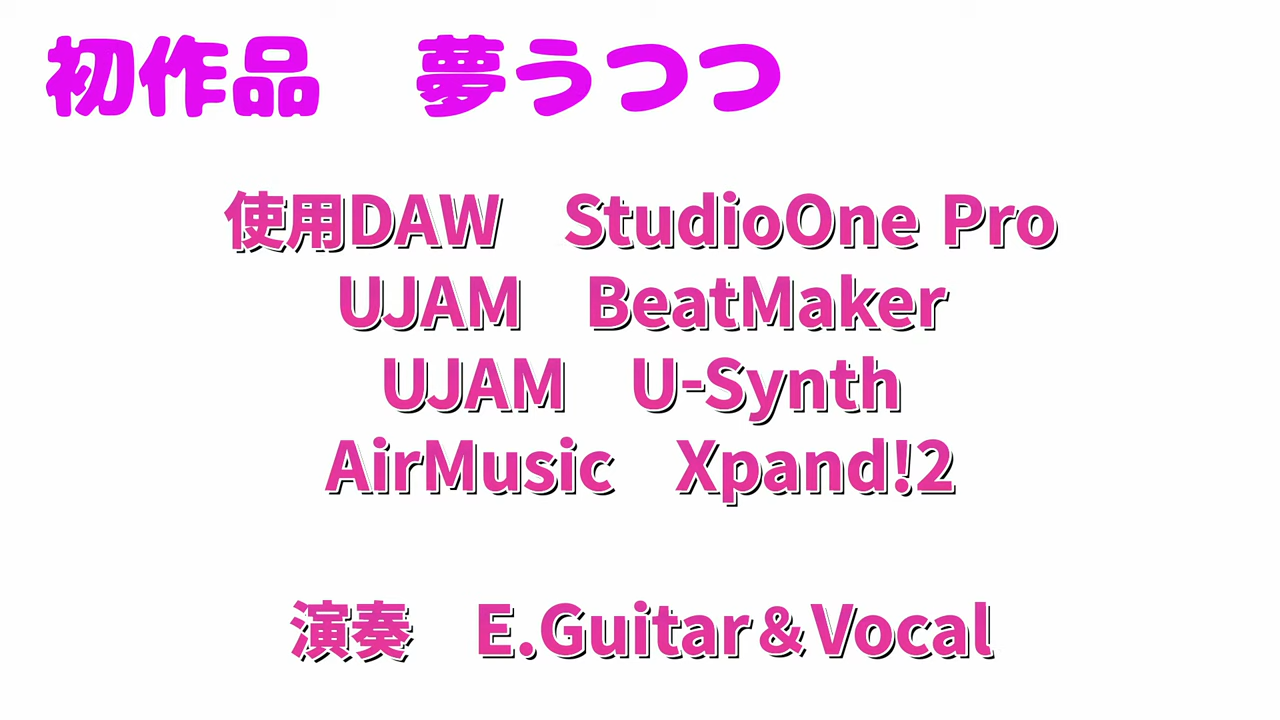 初作品　夢うつつ
使用DAW　StudioOne Pro
UJAM　BeatMaker
UJAM　U-Synth
AirMusic　Xpand!2
演奏　E.Guitar＆Vocal